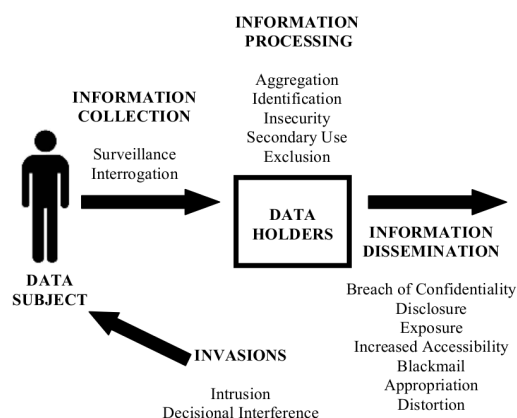 INFORMATION
PROCESSING
Aggregation
Identification
Insecurity
Secondary Use
Exclusion
INFORMATION
COLLECTION
Surveillance
Interrogation
DATA
HOLDERS
DATA
SUBJECT
INFORMATION
DISSEMINATION
Breach of Confidentiality
Disclosure
Exposure
Increased Accessibility
Blackmail
Appropriation
Distortion
INVASIONS
Intrusion
Decisional Interference